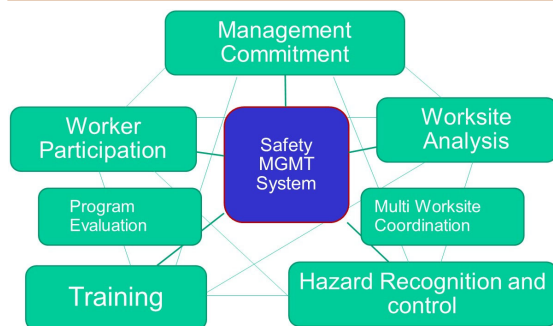 Management
Commitment
Worker
Participation
Safety
MGMT
System
Worksite
Analysis
Program
Evaluation
Multi Worksite
Coordination
Training
Hazard Recognition and
control